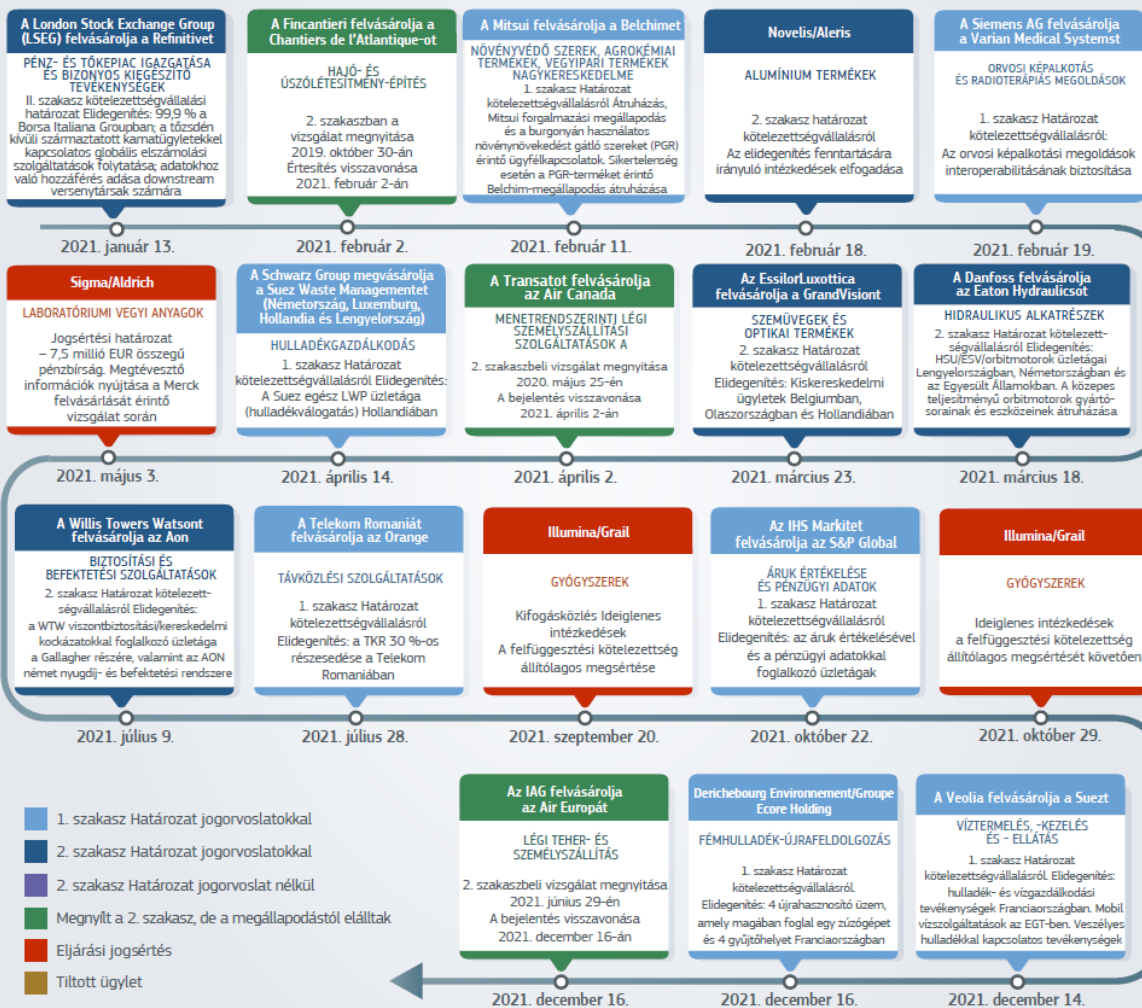 A London Stock Exchange Group
(LSEG) felvásárolja a Refinitivet
PÉNZ- ÉS TŐKEPIAC IGAZGATÁSA
ÉS BIZONYOS KIEGÉSZÍTŐ
TEVÉKENYSÉGEK
II. szakasz kötelezettségvállalási
határozat Elidegenítés: 99,9 % a
Borsa Italiana Groupban; a tőzsdén
kívüli származtatott kamatügyletekkel
kapcsolatos globális elszámolási
szolgáltatások folytatása; adatokhoz
való hozzáférés adása downstream
versenytársak számára
2021. január 13.
A Fincantieri felvásárolja a
Chantiers de l'Atlantique-ot
HAJÓ- ÉS
ÚSZÓLÉTESÍTMÉNY-ÉPÍTÉS
2. szakaszban a
vizsgálat megnyitása
2019. október 30-án
Értesítés visszavonása
2021. február 2-án
2021. február 2.
A Mitsui felvásárolja a Belchimet
NÖVÉNYVÉDŐ SZEREK, AGROKÉMIAI
TERMÉKEK, VEGYIPARI TERMÉKEK
NAGYKERESKEDELME
1. szakasz Határozat
kötelezettségvállalásról Átruházás,
Mitsui forgalmazási megállapodás
és a burgonyán használatos
növénynövekedést gátló szereket (PGR)
érintő ügyfélkapcsolatok. Sikertelenség
esetén a PGR-terméket érintő
Belchim-megállapodás átruházása
2021. február 11.
Novelis/Aleris
ALUMÍNIUM TERMÉKEK
2. szakasz határozat
kötelezettségvállalásról
Az elidegenítés fenntartására
irányuló intézkedések elfogadása
2021. február 18.
A Siemens AG felvásárolja
a Varian Medical Systemst
ORVOSI KÉPALKOTÁS
ÉS RADIOTERÁPIÁS MEGOLDÁSOK
1. szakasz Határozat
kötelezettségvállalásról:
Az orvosi képalkotási megoldások
interoperabilitásának biztosítása
2021. február 19.
Sigma/Aldrich
LABORATÓRIUMI VEGYI ANYAGOK
Jogsértési határozat
– 7,5 millió EUR összegű
pénzbírság. Megtévesztő
információk nyújtása a Merck
felvásárlását érintő
vizsgálat során
2021. május 3.
A Schwarz Group megvásárolja
a Suez Waste Managementet
(Németország, Luxemburg,
Hollandia és Lengyelország)
HULLADÉKGAZDÁLKODÁS
1. szakasz Határozat
kötelezettségvállalásról Elidegenítés:
A Suez egész LWP üzletága
(hulladékválogatás) Hollandiában
2021. április 14.
A Transatot felvásárolja
az Air Canada
MENETRENDSZERINTI LÉGI
SZEMÉLYSZÁLLÍTÁSI
SZOLGÁLTATÁSOK A
2. szakaszbeli vizsgálat megnyitása
2020. május 25-én
A bejelentés visszavonása
2021. április 2-án
2021. április 2.
Az EssilorLuxottica
felvásárolja a GrandVisiont
SZEMÜVEGEK ÉS
OPTIKAI TERMÉKEK
2. szakasz Határozat
kötelezettségvállalásról
Elidegenítés: Kiskereskedelmi
ügyletek Belgiumban,
Olaszországban és Hollandiában
2021. március 23.
A Danfoss felvásárolja
az Eaton Hydraulicsot
HIDRAULIKUS ALKATRÉSZEK
2. szakasz Határozat kötelezett-
ségvállalásról Elidegenítés:
HSU/ESV/orbitmotorok üzletágai
Lengyelországban, Németországban és
az Egyesült Államokban. A közepes
teljesítményű orbitmotorok gyártó-
sorainak és eszközeinek átruházása
2021. március 18.
A Willis Towers Watsont
felvásárolja az Aon
BIZTOSÍTÁSI ÉS
BEFEKTETÉSI SZOLGÁLTATÁSOK
2. szakasz Határozat kötelezett-
ségvállalásról Elidegenítés:
a WTW viszontbiztosítási/kereskedelmi
kockázatokkal foglalkozó üzletága
a Gallagher részére, valamint az AON
német nyugdíj- és befektetési rendszere
2021. július 9.
A Telekom Romaniát
felvásárolja az Orange
TÁVKÖZLÉSI SZOLGÁLTATÁSOK
1. szakasz Határozat
kötelezettségvállalásról
Elidegenítés: a TKR 30 %-os
részesedése a Telekom
Romaniában
2021. július 28.
Illumina/Grail
GYÓGYSZEREK
Kifogásközlés Ideiglenes
intézkedések
A felfüggesztési kötelezettség
állítólagos megsértése
2021. szeptember 20.
Az IHS Markitet
felvásárolja az S&P Global
ÁRUK ÉRTÉKELÉSE
ÉS PÉNZÜGYI ADATOK
1. szakasz Határozat
kötelezettségvállalásról
Elidegenítés: az áruk értékelésével
és a pénzügyi adatokkal
foglalkozó üzletágak
2021. október 22.
Illumina/Grail
GYÓGYSZEREK
Ideiglenes intézkedések
a felfüggesztési kötelezettség
állítólagos megsértését követően
2021. október 29.
1. szakasz Határozat jogorvoslatokkal
2. szakasz Határozat jogorvoslatokkal
2. szakasz Határozat jogorvoslat nélkül
Megnyílt a 2. szakasz, de a megállapodástól elálltak
Eljárási jogsértés
Tiltott ügylet
Az IAG felvásárolja
az Air Európát
LÉGI TEHER- ÉS
SZEMÉLYSZÁLLÍTÁS
2. szakaszbeli vizsgálat megnyitása
2021. június 29-én
A bejelentés visszavonása
2021. december 16-án
2021. december 16.
Derichebourg Environnement/Groupe
Ecore Holding
FÉMHULLADÉK-ÚJRAFELDOLGOZÁS
1. szakasz Határozat
kötelezettségvállalásról.
Elidegenítés: 4 újrahasznosító üzem,
amely magában foglal egy zúzógépet
és 4 gyűjtőhelyet Franciaországban
2021. december 16.
A Veolia felvásárolja a Suezt
VÍZTERMELÉS, -KEZELÉS
ÉS - ELLÁTÁS
1. szakasz Határozat
kötelezettségvállalásról. Elidegenítés:
hulladék- és vízgazdálkodási
tevékenységek Franciaországban. Mobil
vízszolgáltatások az EGT-ben. Veszélyes
hulladékkal kapcsolatos tevékenységek
2021. december 14.